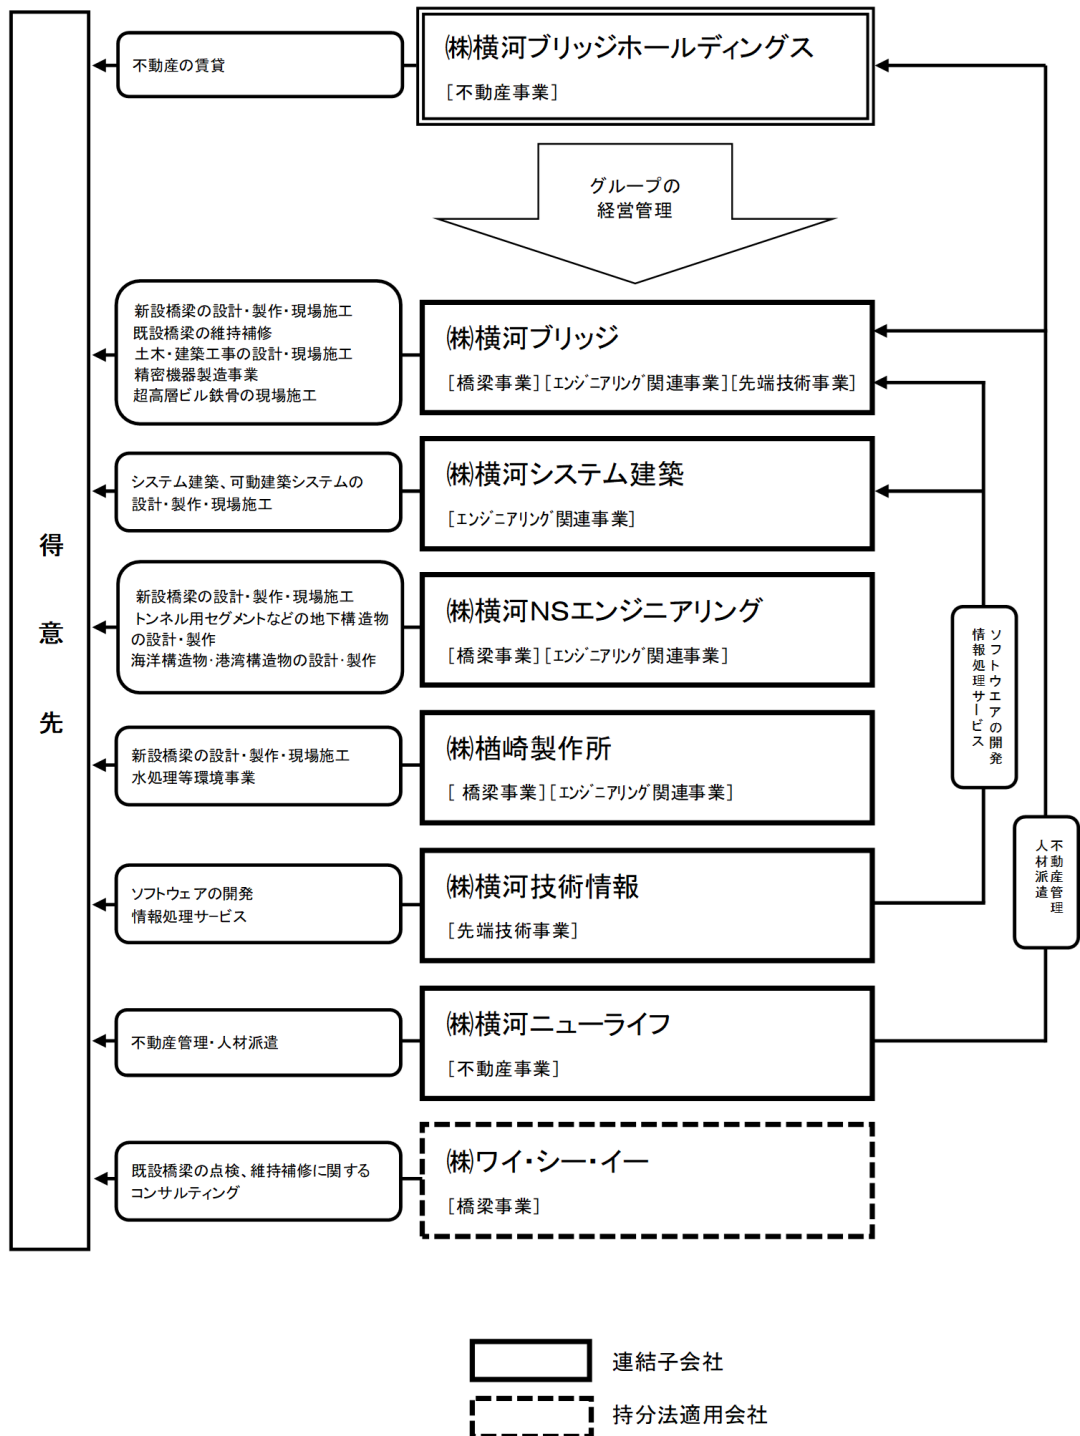 ㈱横河ブリッジホールディングス
[不動産事業]
不動産の賃貸
グループの
経営管理
得意先
新設橋梁の設計・製作・現場施工
既設橋梁の維持補修
土木・建築工事の設計・現場施工
精密機器製造事業
超高層ビル鉄骨の現場施工
㈱横河ブリッジ
[橋梁事業][ｴﾝｼﾞﾆｱﾘﾝｸﾞ関連事業][先端技術事業]
システム建築、可動建築システムの
設計・製作・現場施工
㈱横河システム建築
[ｴﾝｼﾞﾆｱﾘﾝｸﾞ関連事業]
新設橋梁の設計・製作・現場施工
トンネル用セグメントなどの地下構造物
の設計・製作
海洋構造物・港湾構造物の設計・製作
㈱横河NSエンジニアリング
[橋梁事業][ｴﾝｼﾞﾆｱﾘﾝｸﾞ関連事業]
新設橋梁の設計・製作・現場施工
水処理等環境事業
㈱楢崎製作所
[ 橋梁事業][ｴﾝｼﾞﾆｱﾘﾝｸﾞ関連事業]
ソフトウェアの開発
情報処理サービス
㈱横河技術情報
[先端技術事業]
不動産管理・人材派遣
㈱横河ニューライフ
[不動産事業]
既設橋梁の点検、維持補修に関する
コンサルティング
㈱ワイ・シー・イー
[橋梁事業]
ソフトウエアの開発
情報処理サービス
不動産管理
人材派遣
連結子会社
持分法適用会社